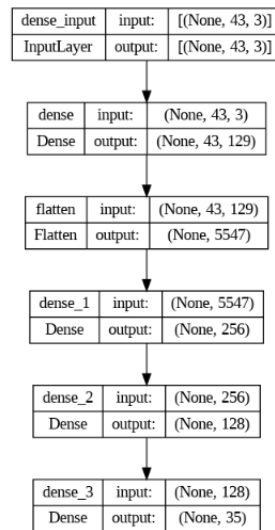 dense_input input: [(None, 43, 3)]
InputLayer output: [(None, 43, 3)]
dense input: (None, 43, 3)
Dense output: (None, 43, 129)
flatten input: (None, 43, 129)
Flatten output: (None, 5547)
dense_1 input: (None, 5547)
Dense output: (None, 256)
dense_2 input: (None, 256)
Dense output: (None, 128)
dense_3 input: (None, 128)
Dense output: (None, 35)